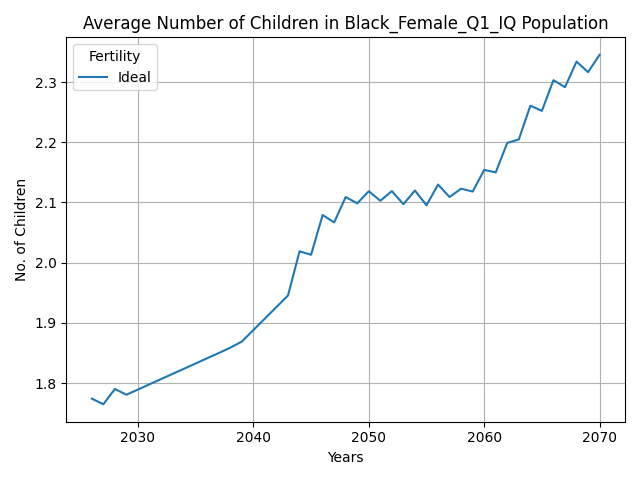 Average Number of Children in Black_Female_Q1_IQ Population
Fertility
Ideal
2.3
2.2
2.1
2.0
1.9
1.8
No. of Children
2030 2040 2050 2060 2070
Years